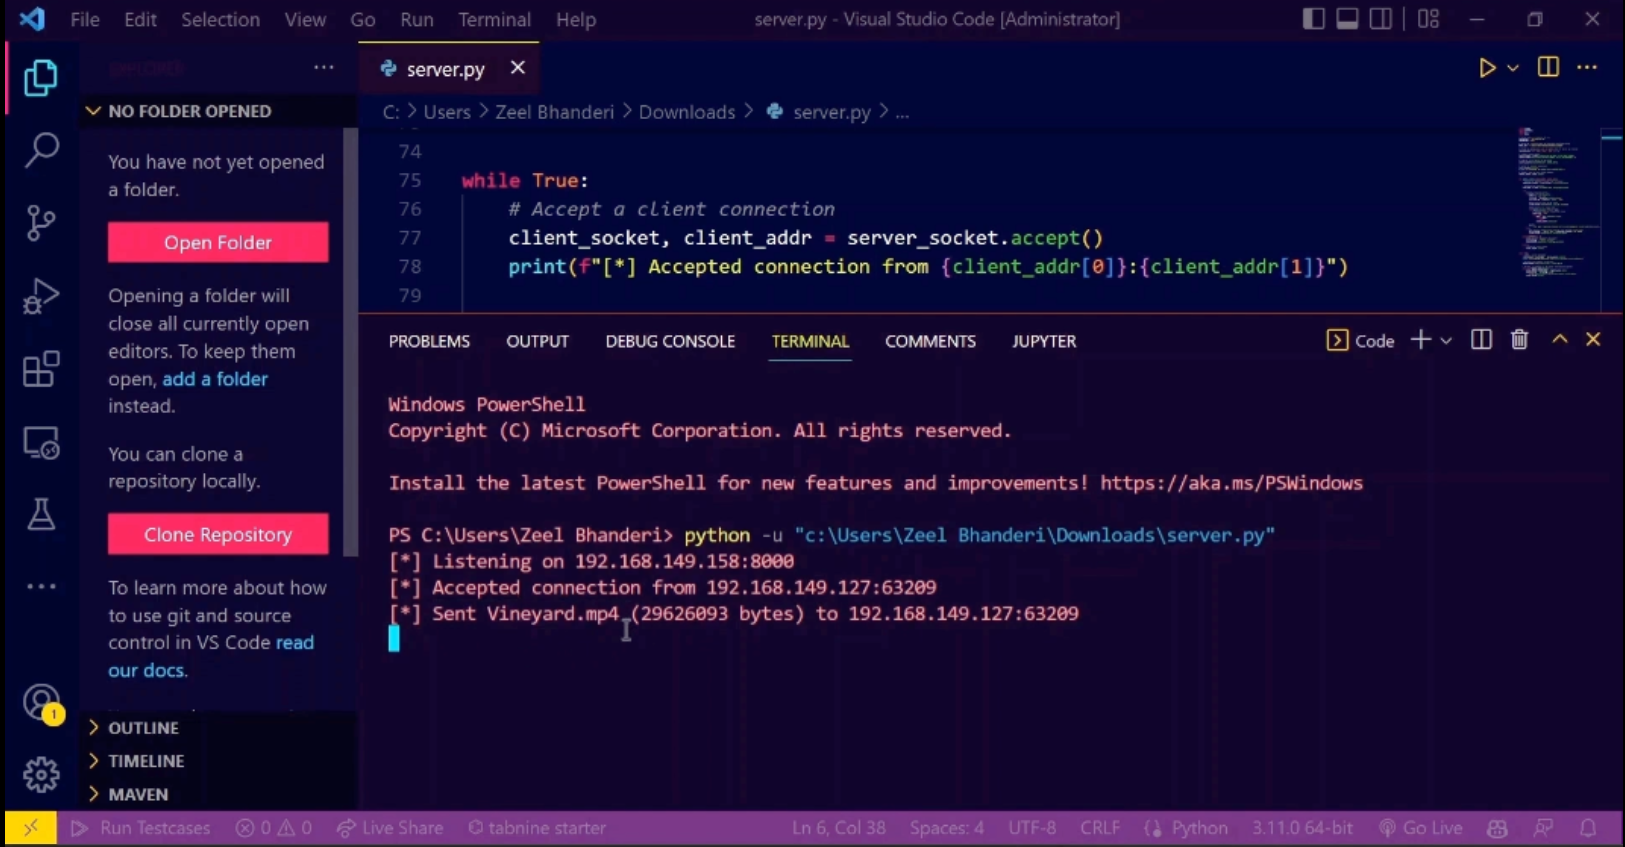 File Edit Selection View Go Run Terminal Help
server.py - Visual Studio Code [Administrator]
server.py
NO FOLDER OPENED
You have not yet opened
a folder.
Open Folder
Opening a folder will
close all currently open
editors. To keep them
open, add a folder
instead.
You can clone a
repository locally.
Clone Repository
To learn more about how
to use git and source
control in VS Code read
our docs.
OUTLINE
TIMELINE
MAVEN
1
C: > Users > Zeel Bhanderi > Downloads > server.py > ...
74
75 while True:
76 # Accept a client connection
77 client_socket, client_addr = server_socket.accept()
78 print(f"[*] Accepted connection from {client_addr[0]}:{client_addr[1]}")
79
PROBLEMS OUTPUT DEBUG CONSOLE TERMINAL COMMENTS JUPYTER
Code
Windows PowerShell
Copyright (C) Microsoft Corporation. All rights reserved.
Install the latest PowerShell for new features and improvements! https://aka.ms/PSWindows
PS C:\Users\Zeel Bhanderi> python -u "c:\Users\Zeel Bhanderi\Downloads\server.py"
[*] Listening on 192.168.149.158:8000
[*] Accepted connection from 192.168.149.127:63209
[*] Sent Vineyard.mp4 (29626093 bytes) to 192.168.149.127:63209
Run Testcases 0 0 Live Share tabnine starter Ln 6, Col 38 Spaces: 4 UTF-8 CRLF Python 3.11.0 64-bit Go Live